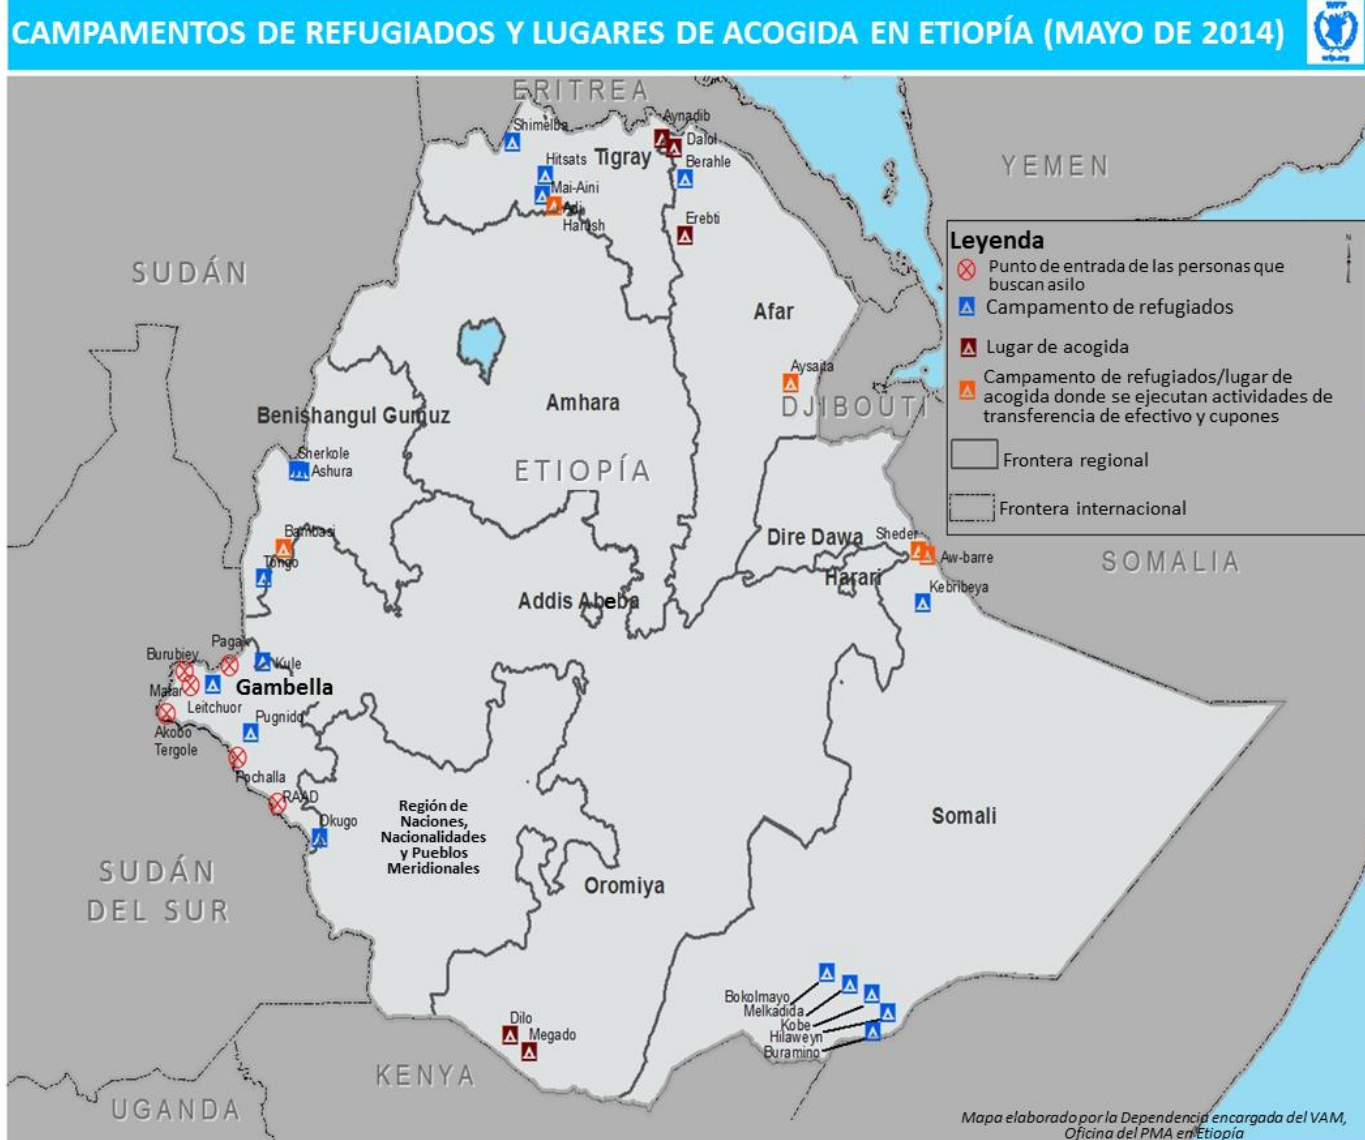 CAMPAMENTOS DE REFUGIADOS Y LUGARES DE ACOGIDA EN ETIOPÍA (MAYO DE 2014)
WFP
wfp.org
ERITREA
Shimelba
Aynadib
Dalol
Hitsats
Tigray
Berahle
YEMEN
Mai-Aini
Adi
Harush
Erebti
SUDÁN
Leyenda
N
Punto de entrada de las personas que
buscan asilo
Campamento de refugiados
Lugar de acogida
Campamento de refugiados/lugar de
acogida donde se ejecutan actividades de
transferencia de efectivo y cupones
Frontera regional
Frontera internacional
Afar
Aysaita
DJIBOUTI
Amhara
Benishangul Gumuz
Sherkole
Ashura
ETIOPÍA
Bambasi
Tongo
Dire Dawa
Sheder
Aw-barre
SOMALIA
Harari
Kebribeya
Addis Abeba
Pagak
Burubiey
Kule
Matar
Gambella
Leitchuor
Pugnido
Akobo
Tergole
Pochalla
RAAD
Okugo
Región de
Naciones,
Nacionalidades
y Pueblos
Meridionales
Somali
SUDÁN
DEL SUR
Oromiya
Bokolmayo
Melkadida
Kobe
Hilaweyn
Buramino
Dilo
Megado
KENYA
UGANDA
Mapa elaborado por la Dependencia encargada del VAM,
Oficina del PMA en Etiopía